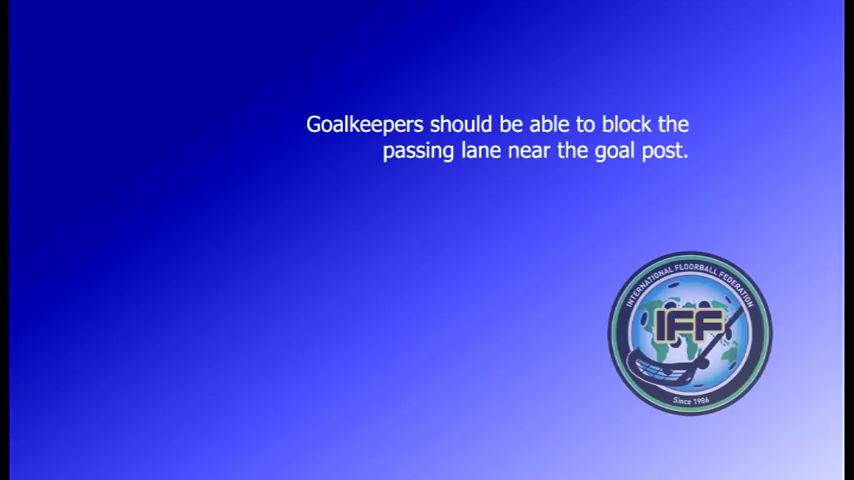 Goalkeepers should be able to block the
passing lane near the goal post.
INTERNATIONAL FLOORBALL FEDERATION
IFF
Since 1986